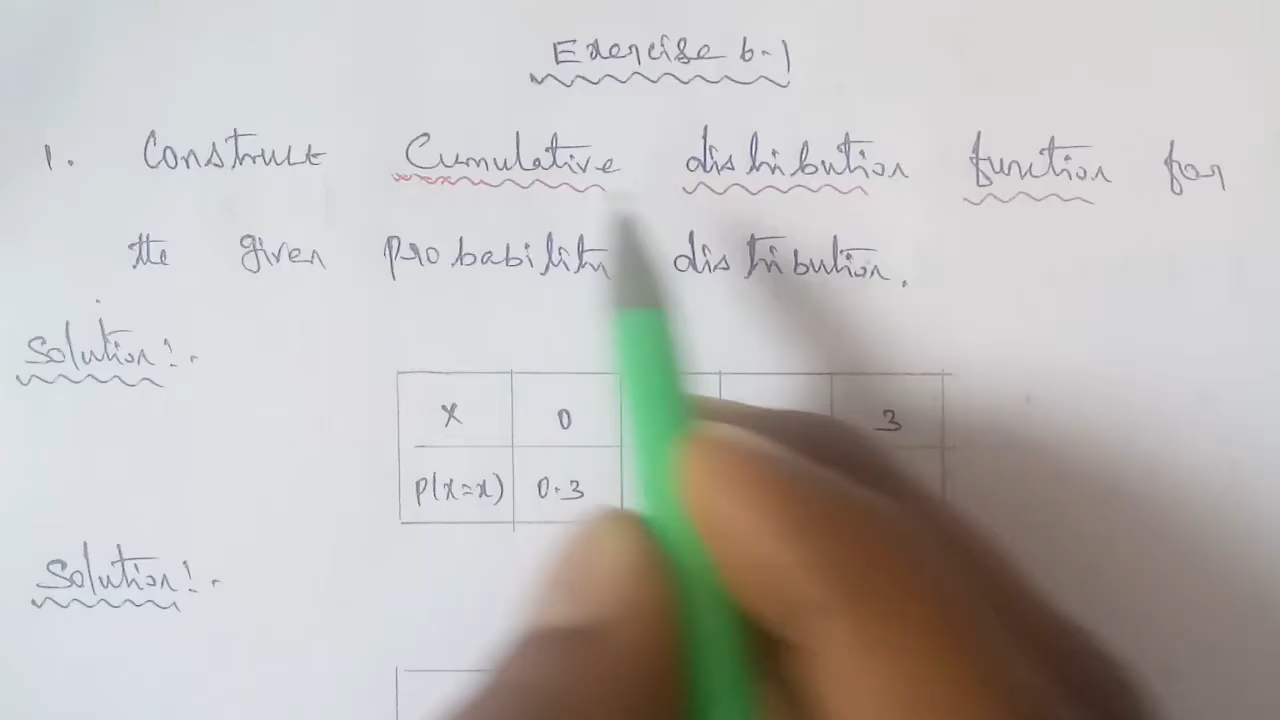 Exercise 6.1
1. Construct Cumulative distribution function for
the given probability distribution.
Solution:-
X 0 3
P(X=x) 0.3
Solution:-